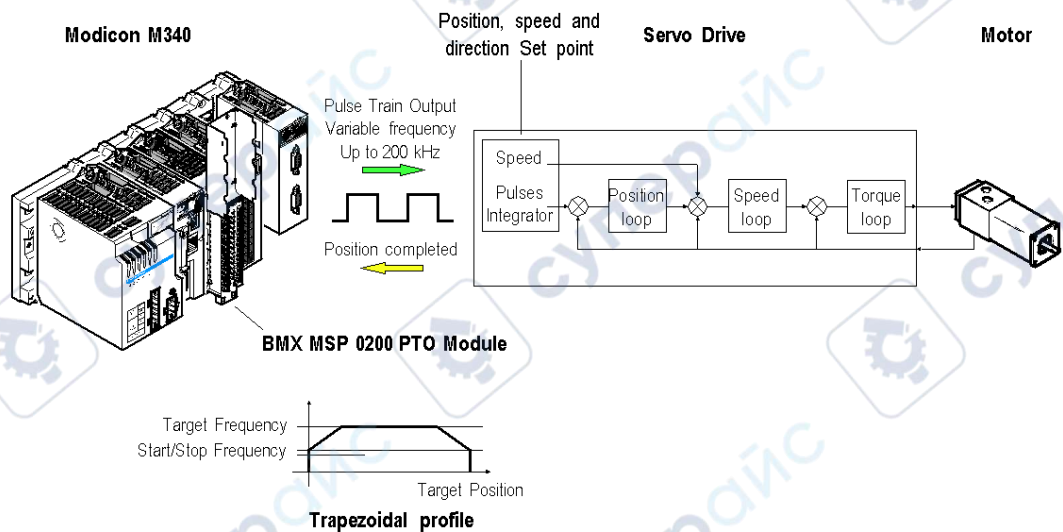 Modicon M340
Position, speed and
direction Set point
Servo Drive
Motor
Pulse Train Output
Variable frequency
Up to 200 kHz
Position completed
Speed
Pulses
Integrator
Position
loop
Speed
loop
Torque
loop
BMX MSP 0200 PTO Module
Target Frequency
Start/Stop Frequency
Target Position
Trapezoidal profile
суперайс